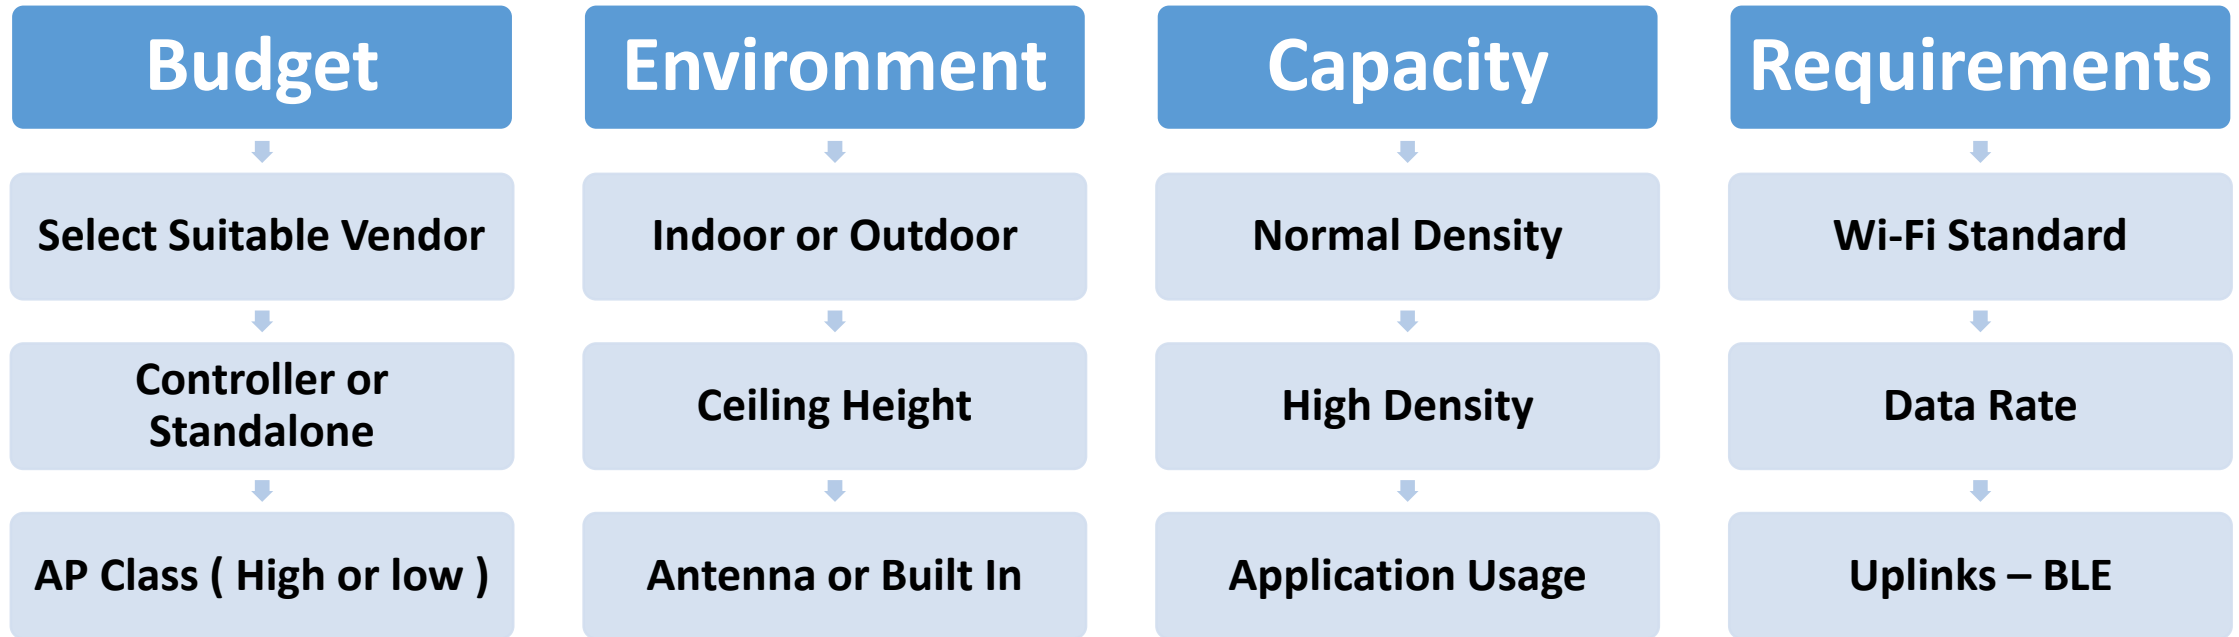 Budget
Select Suitable Vendor
Controller or
Standalone
AP Class ( High or low )
Environment
Indoor or Outdoor
Ceiling Height
Antenna or Built In
Capacity
Normal Density
High Density
Application Usage
Requirements
Wi-Fi Standard
Data Rate
Uplinks – BLE